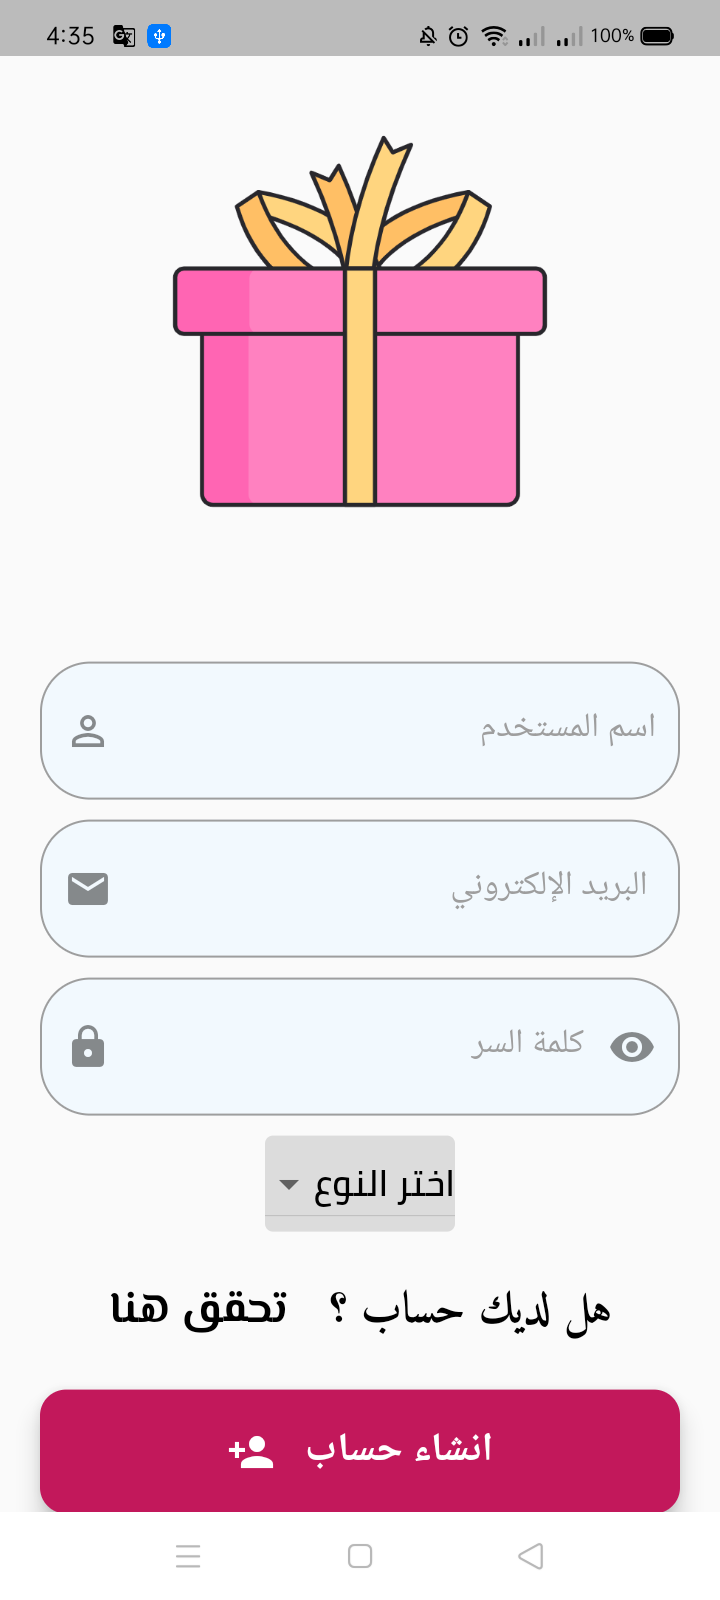 4:35 100%
اسم المستخدم
البريد الإلكتروني
كلمة السر
اختر النوع
هل لديك حساب ؟ تحقق هنا
انشاء حساب